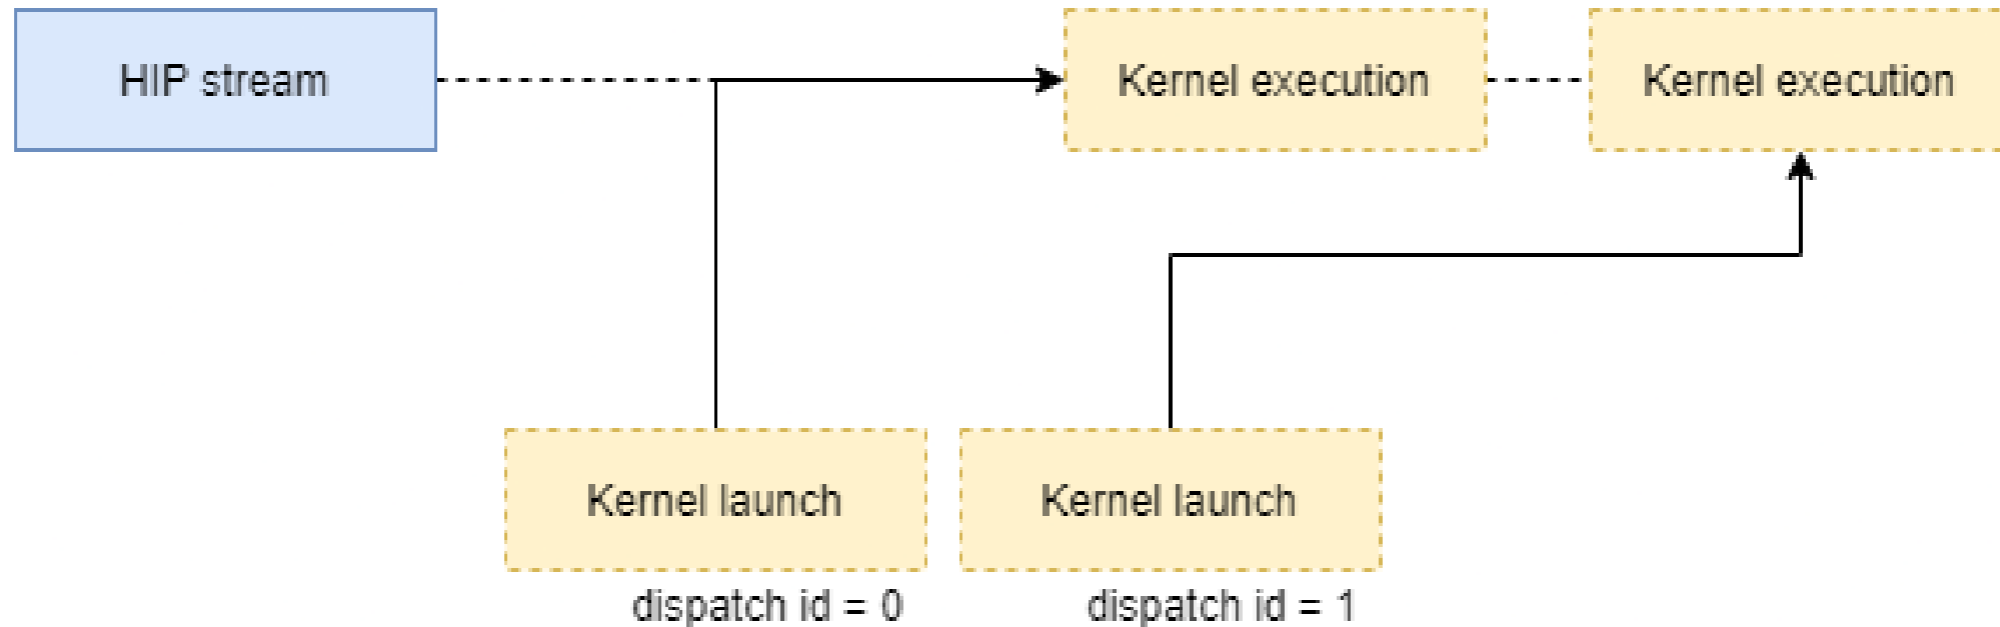 HIP stream
Kernel execution
Kernel execution
Kernel launch
Kernel launch
dispatch id = 0
dispatch id = 1